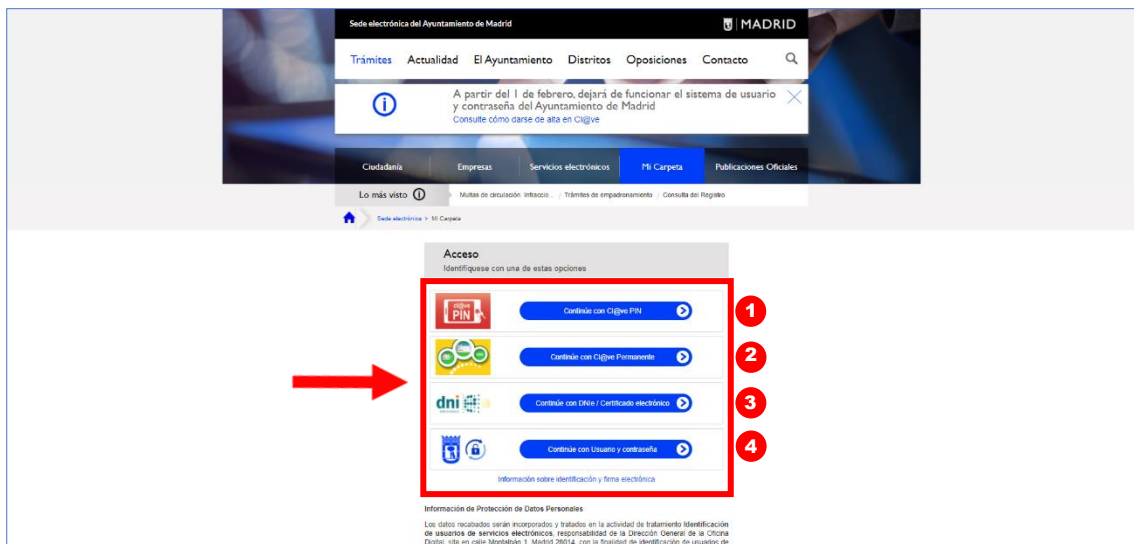 Sede electrónica del Ayuntamiento de Madrid
MADRID
Trámites Actualidad El Ayuntamiento Distritos Oposiciones Contacto
A partir del 1 de febrero, dejará de funcionar el sistema de usuario
y contraseña del Ayuntamiento de Madrid
Consulte cómo darse de alta en Cl@ve
Ciudadanía Empresas Servicios electrónicos Mi Carpeta Publicaciones Oficiales
Lo más visto Multas de circulación. Infraccio... / Trámites de empadronamiento / Consulta del Registro
Sede electrónica > Mi Carpeta
Acceso
Identifíquese con una de estas opciones
cl@ve PIN Continúe con Cl@ve PIN 1
Continúe con Cl@ve Permanente 2
dni e Continúe con DNIe / Certificado electrónico 3
Continúe con Usuario y contraseña 4
Información sobre identificación y firma electrónica
Información de Protección de Datos Personales
Los datos recabados serán incorporados y tratados en la actividad de tratamiento Identificación
de usuarios de servicios electrónicos, responsabilidad de la Dirección General de la Oficina
Digital, sita en calle Montalbán 1, Madrid 28014, con la finalidad de identificación de usuarios de